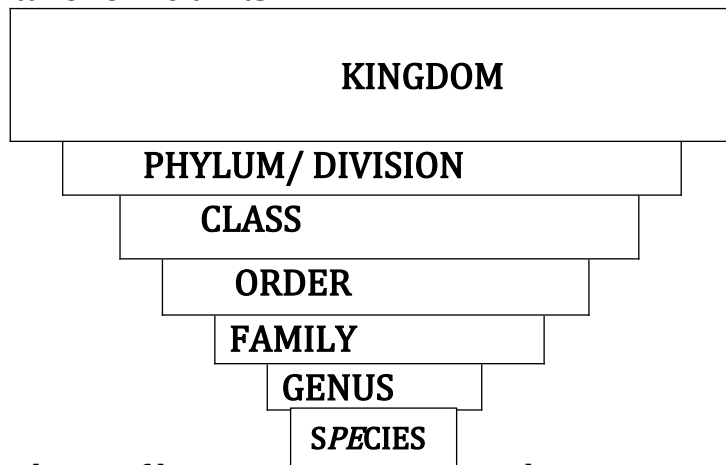 KINGDOM
PHYLUM/ DIVISION
CLASS
ORDER
FAMILY
GENUS
SPECIES